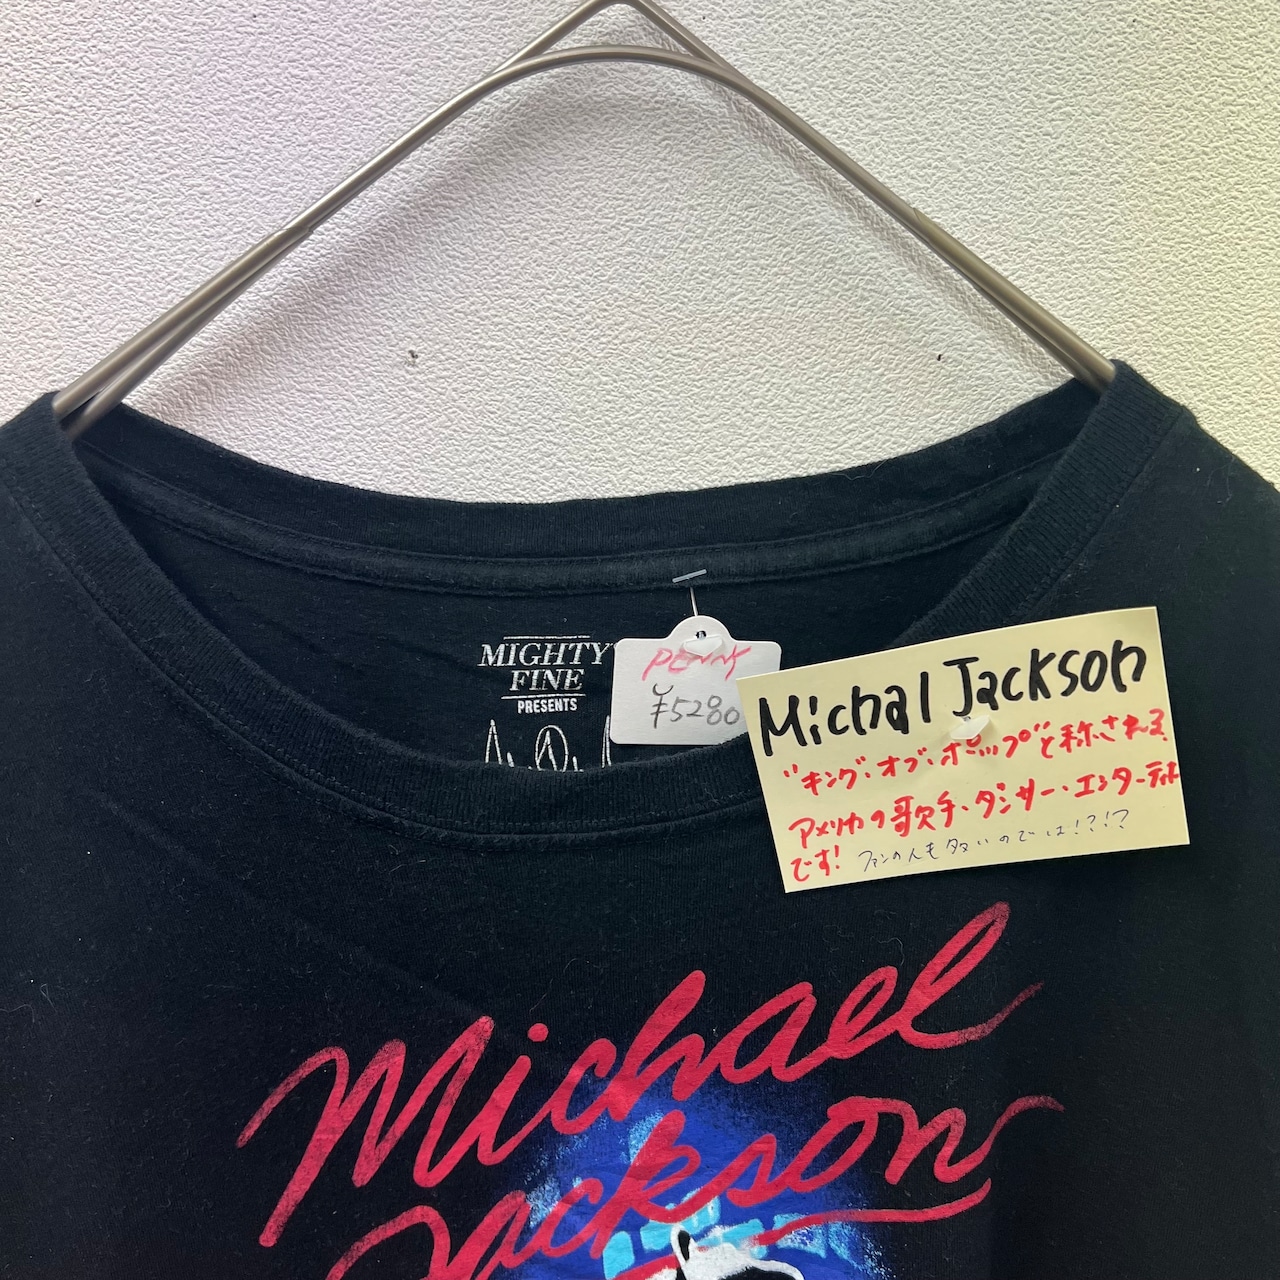 MIGHTY
FINE
PRESENTS
PENNY
¥5280
Michal Jackson
"キング・オブ・ポップ"と称される、
アメリカの歌手・ダンサー・エンターテイナー
です! ファンの人も多いのでは!?!?
Michael
Jackson